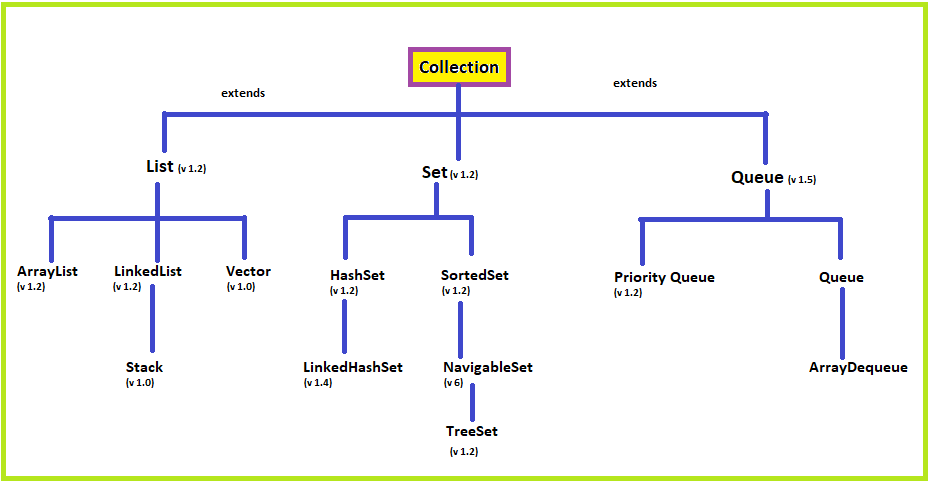 Collection
extends
extends
List (v 1.2)
Set (v 1.2)
Queue (v 1.5)
ArrayList
(v 1.2)
LinkedList
(v 1.2)
Vector
(v 1.0)
HashSet
(v 1.2)
SortedSet
(v 1.2)
Priority Queue
(v 1.2)
Queue
Stack
(v 1.0)
LinkedHashSet
(v 1.4)
NavigableSet
(v 6)
ArrayDequeue
TreeSet
(v 1.2)